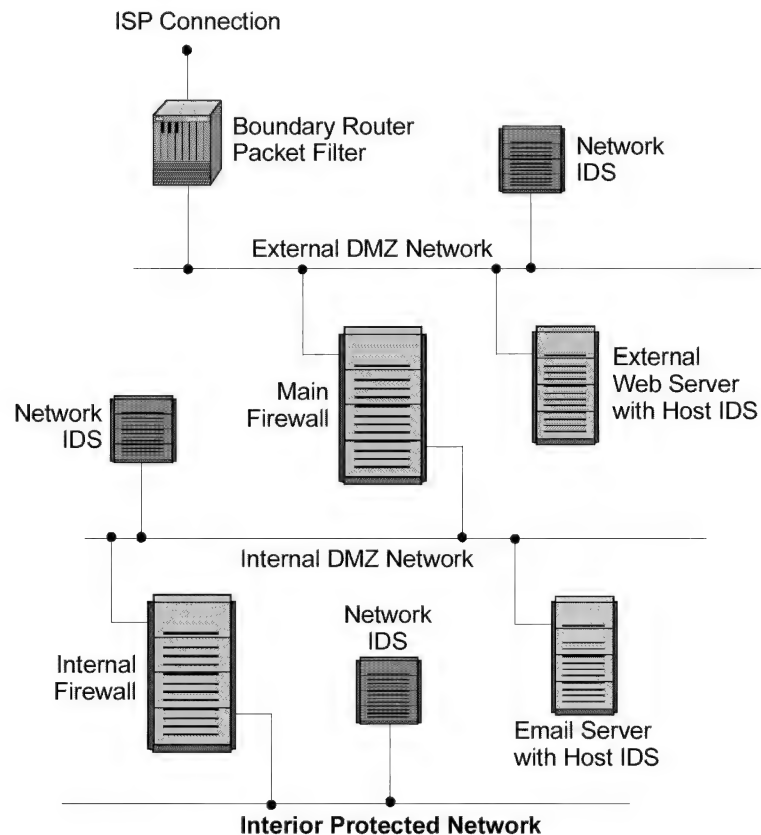 ISP Connection
Boundary Router
Packet Filter
Network
IDS
External DMZ Network
Main
Firewall
External
Web Server
with Host IDS
Network
IDS
Internal DMZ Network
Internal
Firewall
Network
IDS
Email Server
with Host IDS
Interior Protected Network